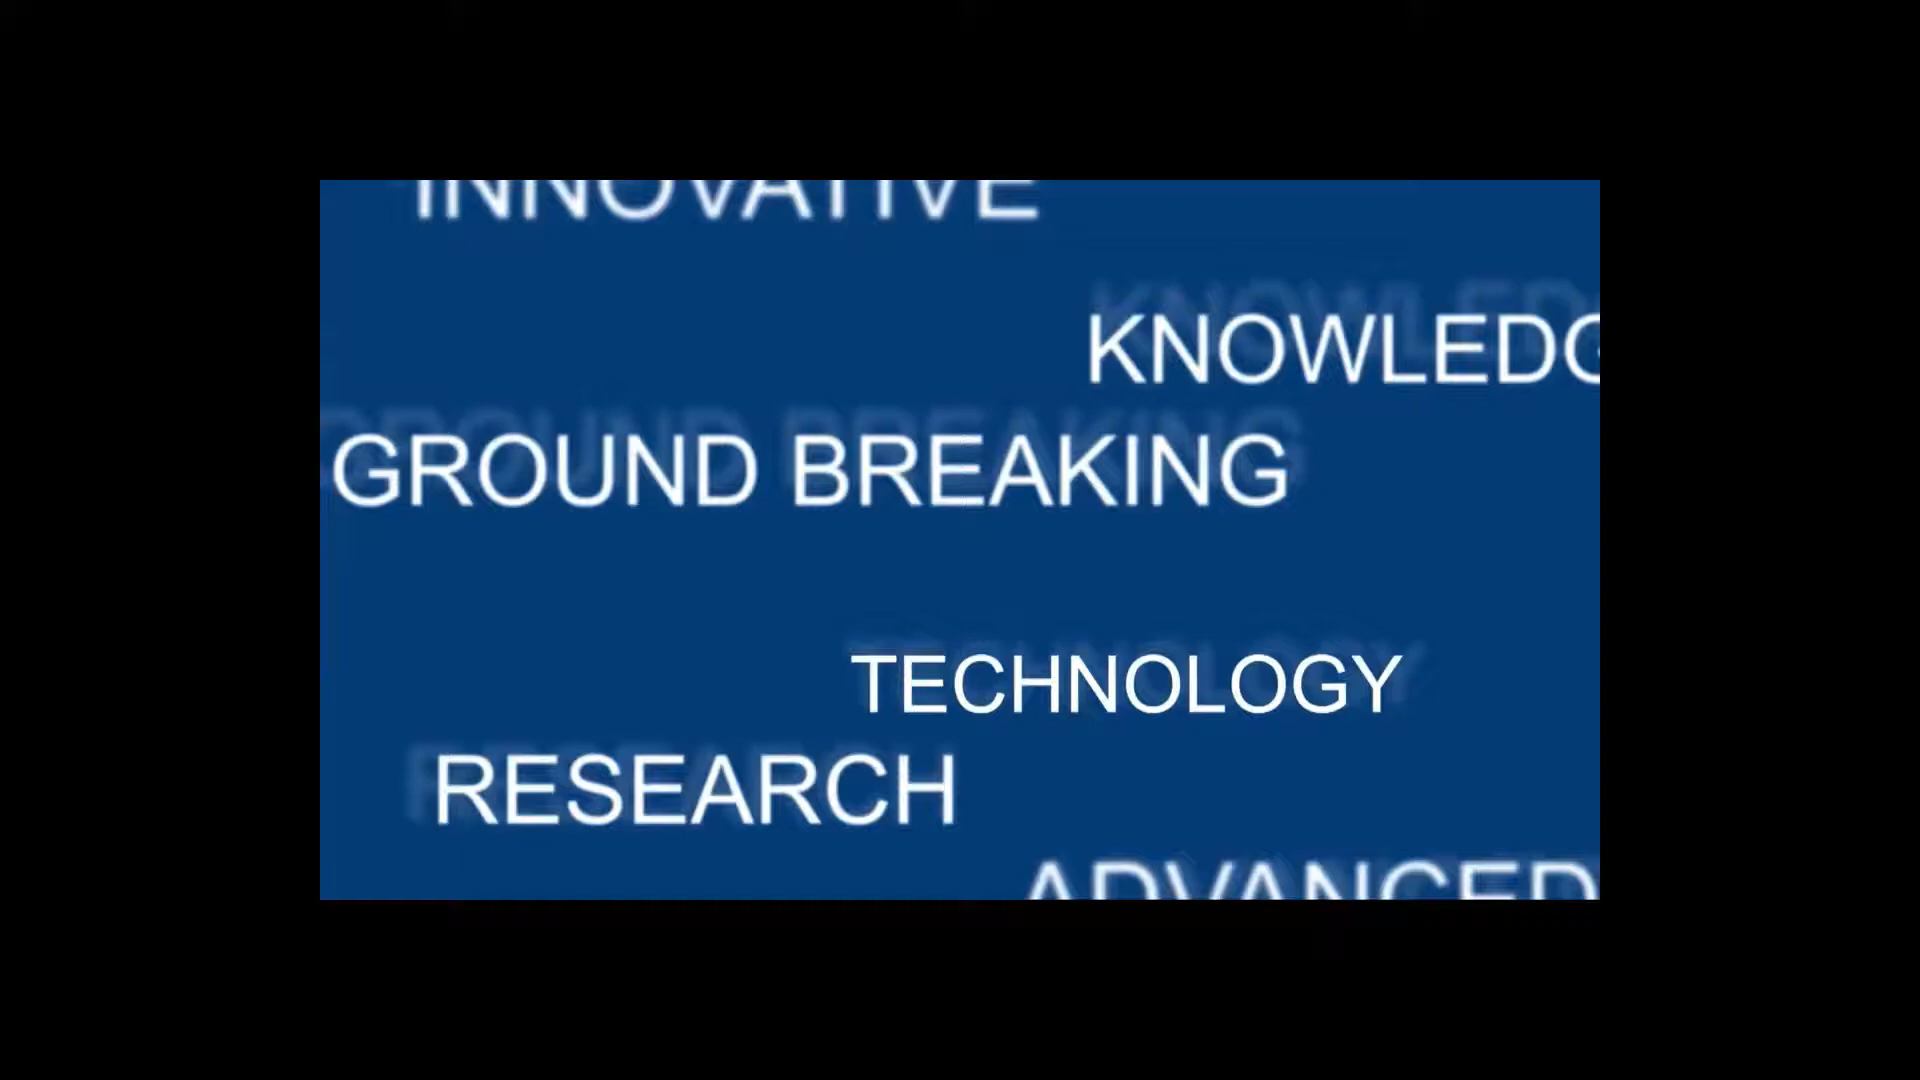 INNOVATIVE
KNOWLEDG
GROUND BREAKING
TECHNOLOGY
RESEARCH
ADVANCED